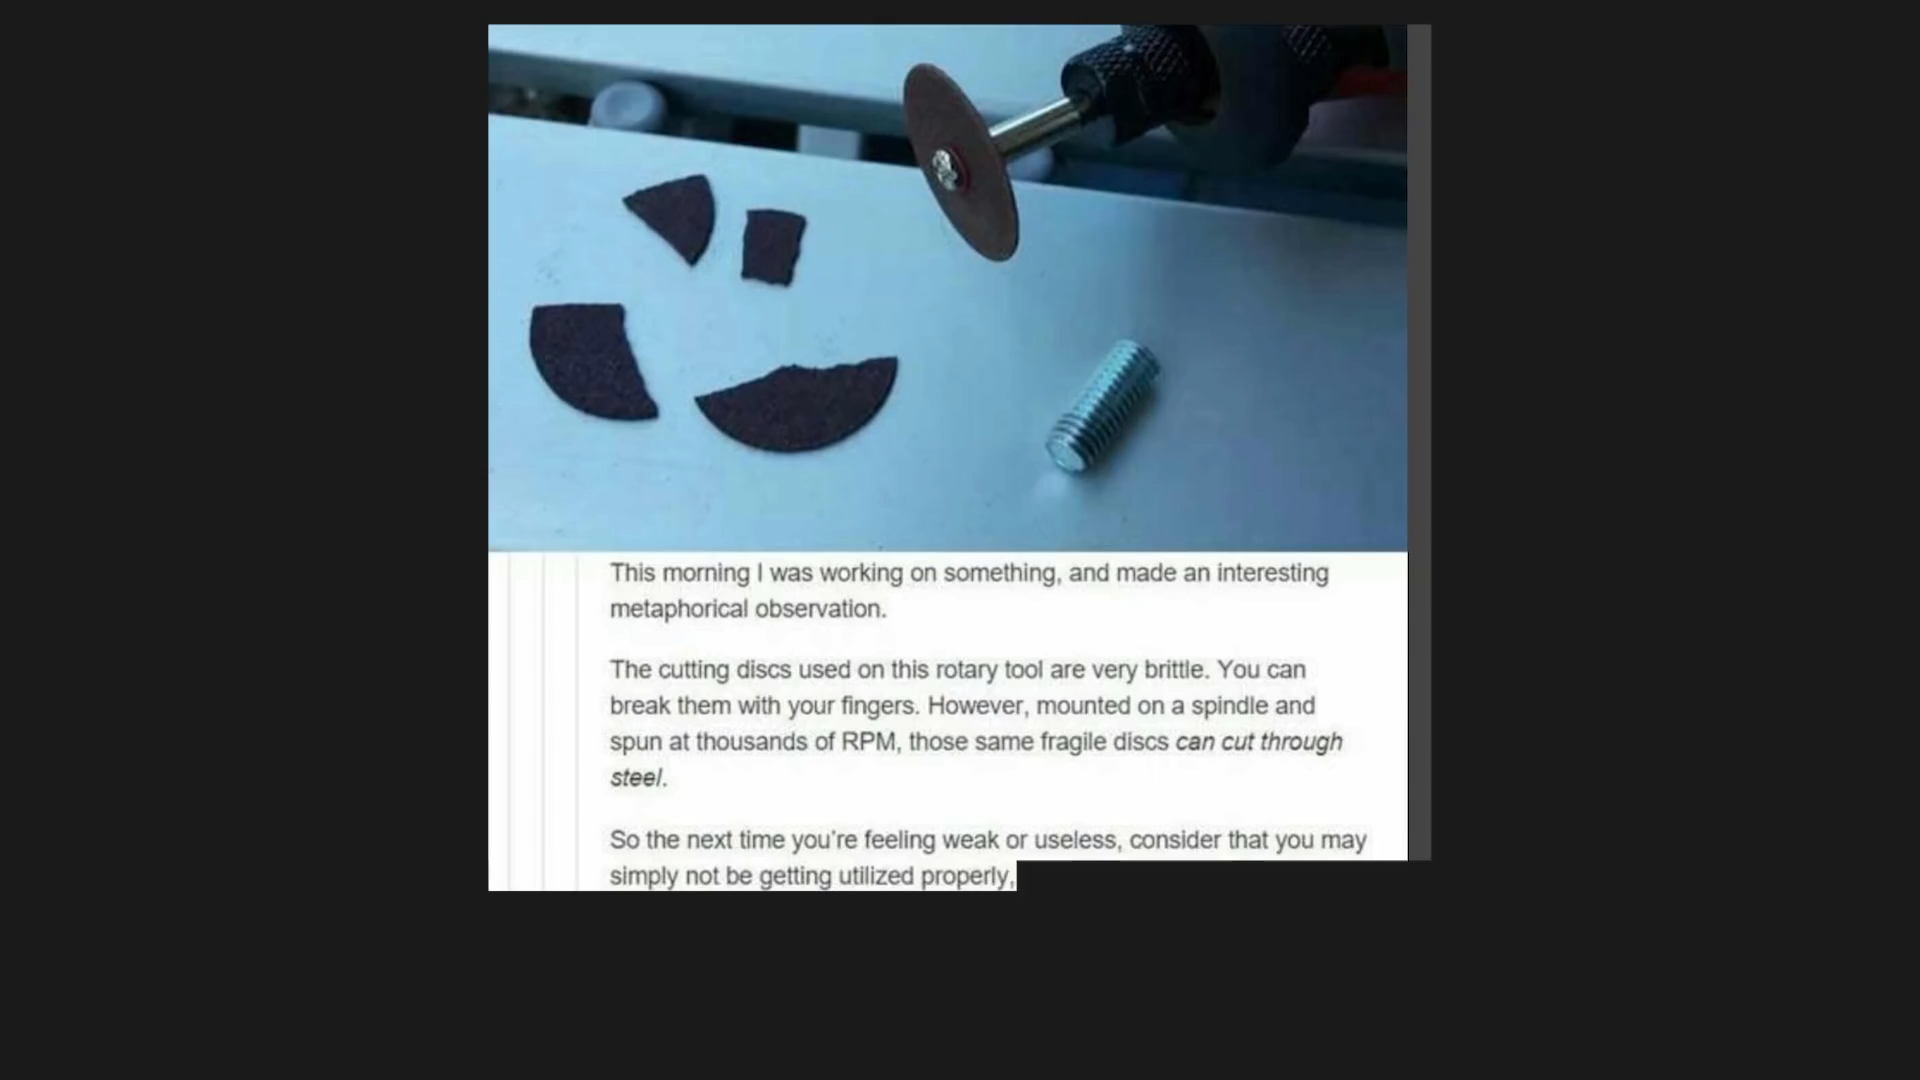 This morning I was working on something, and made an interesting
metaphorical observation.
The cutting discs used on this rotary tool are very brittle. You can
break them with your fingers. However, mounted on a spindle and
spun at thousands of RPM, those same fragile discs can cut through
steel.
So the next time you're feeling weak or useless, consider that you may
simply not be getting utilized properly,